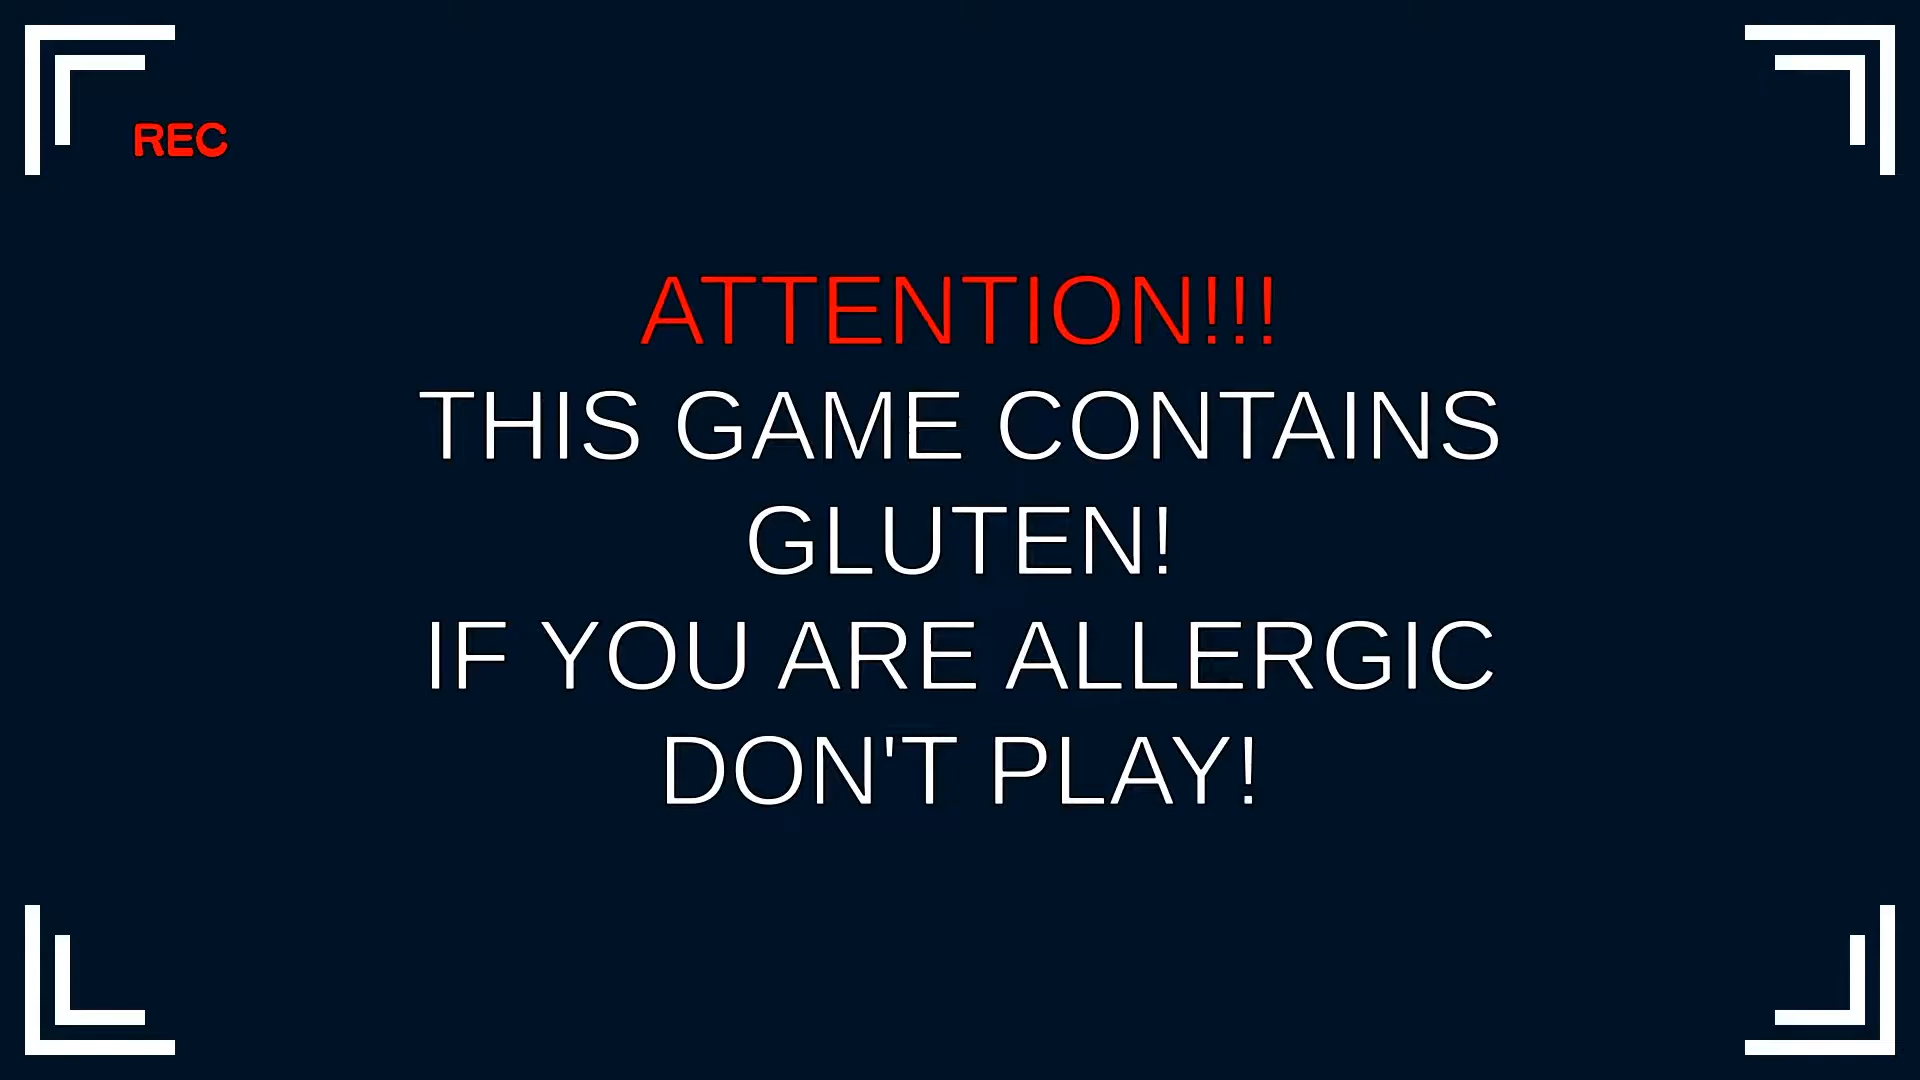 REC
ATTENTION!!!
THIS GAME CONTAINS
GLUTEN!
IF YOU ARE ALLERGIC
DON'T PLAY!